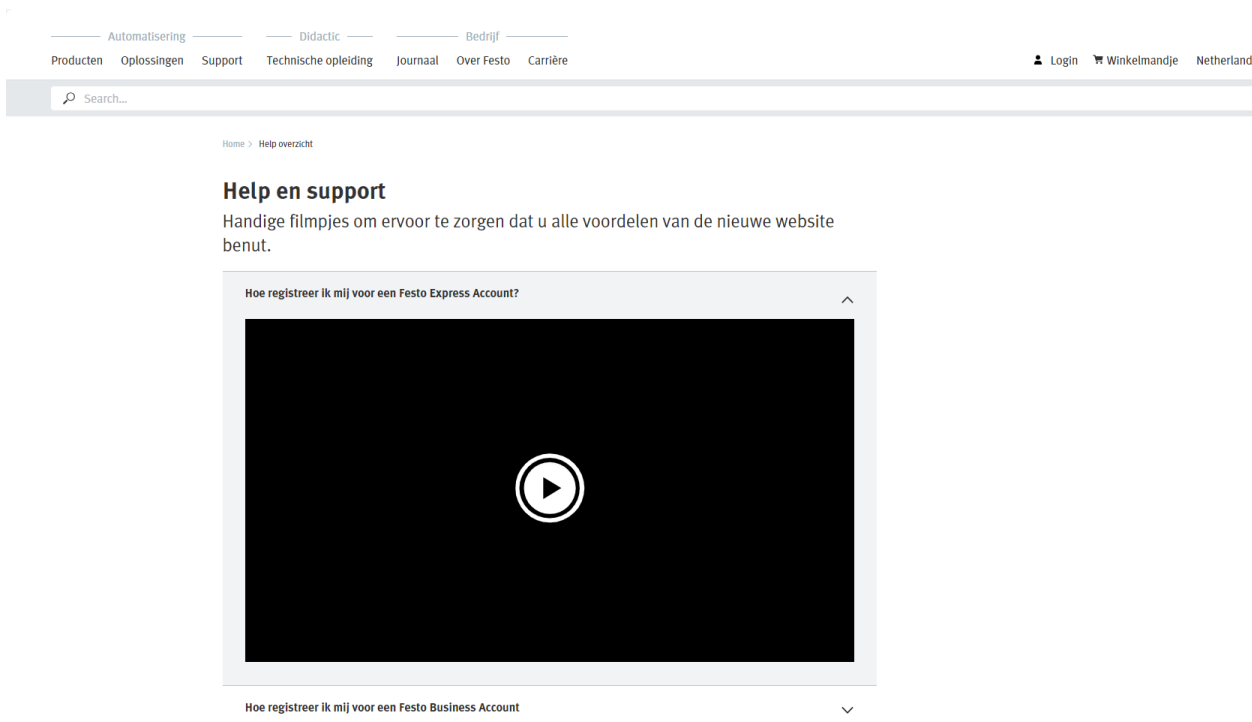 Automatisering Didactic Bedrijf
Producten Oplossingen Support Technische opleiding Journaal Over Festo Carrière Login Winkelmandje Netherland
Search...
Home > Help overzicht
Help en support
Handige filmpjes om ervoor te zorgen dat u alle voordelen van de nieuwe website
benut.
Hoe registreer ik mij voor een Festo Express Account?
Hoe registreer ik mij voor een Festo Business Account